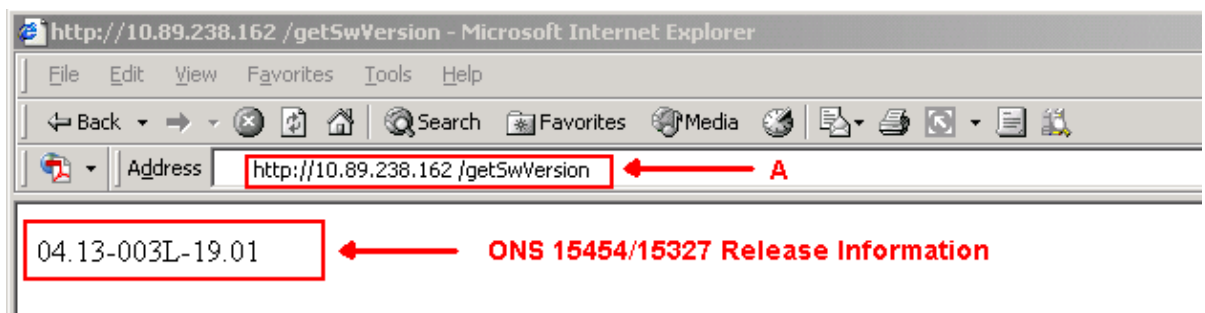 http://10.89.238.162 /getSwVersion - Microsoft Internet Explorer
File Edit View Favorites Tools Help
Back Search Favorites Media
Address http://10.89.238.162 /getSwVersion A
04.13-003L-19.01 ONS 15454/15327 Release Information